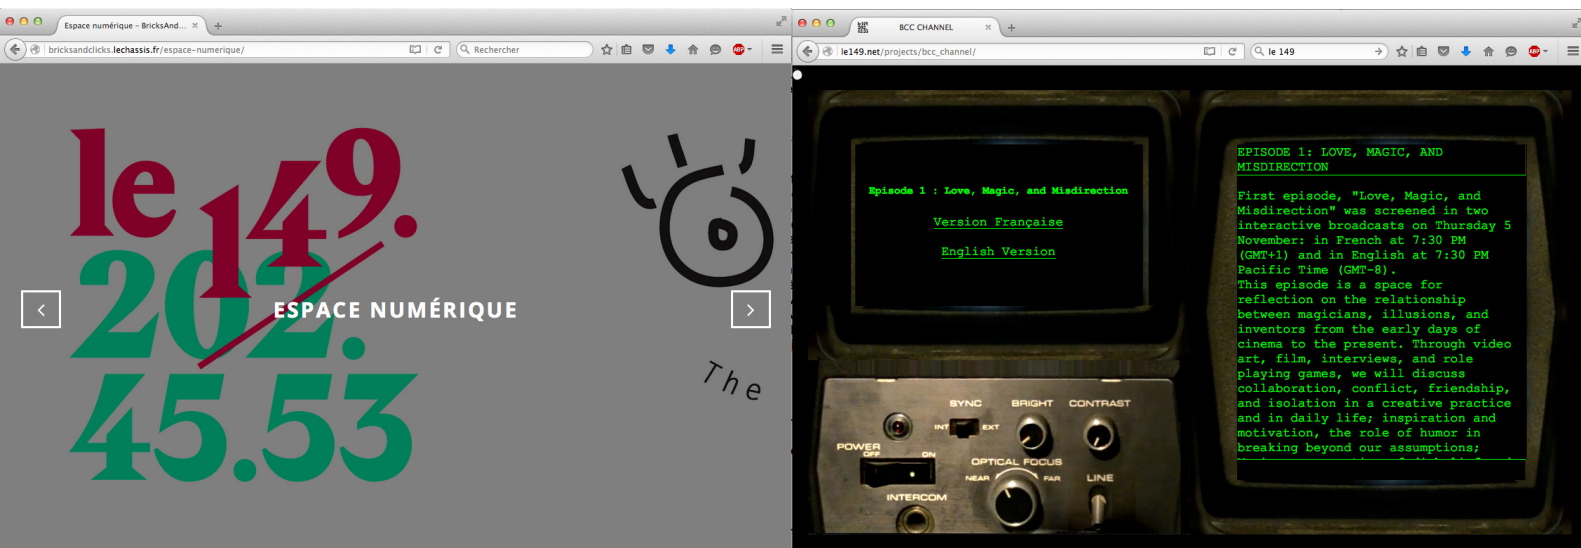 Espace numérique – BricksAnd...
bricksandclicks.lechassis.fr/espace-numerique/
Rechercher
ABP
le 149.
202.
45.53
ESPACE NUMÉRIQUE
The
BCC CHANNEL
le149.net/projects/bcc_channel/
le 149
ABP
Episode 1 : Love, Magic, and Misdirection
Version Française
English Version
POWER
OFF
ON
SYNC
INT
EXT
BRIGHT
CONTRAST
OPTICAL FOCUS
NEAR
FAR
LINE
INTERCOM
EPISODE 1: LOVE, MAGIC, AND
MISDIRECTION
First episode, "Love, Magic, and
Misdirection" was screened in two
interactive broadcasts on Thursday 5
November: in French at 7:30 PM
(GMT+1) and in English at 7:30 PM
Pacific Time (GMT-8).
This episode is a space for
reflection on the relationship
between magicians, illusions, and
inventors from the early days of
cinema to the present. Through video
art, film, interviews, and role
playing games, we will discuss
collaboration, conflict, friendship,
and isolation in a creative practice
and in daily life; inspiration and
motivation, the role of humor in
breaking beyond our assumptions;